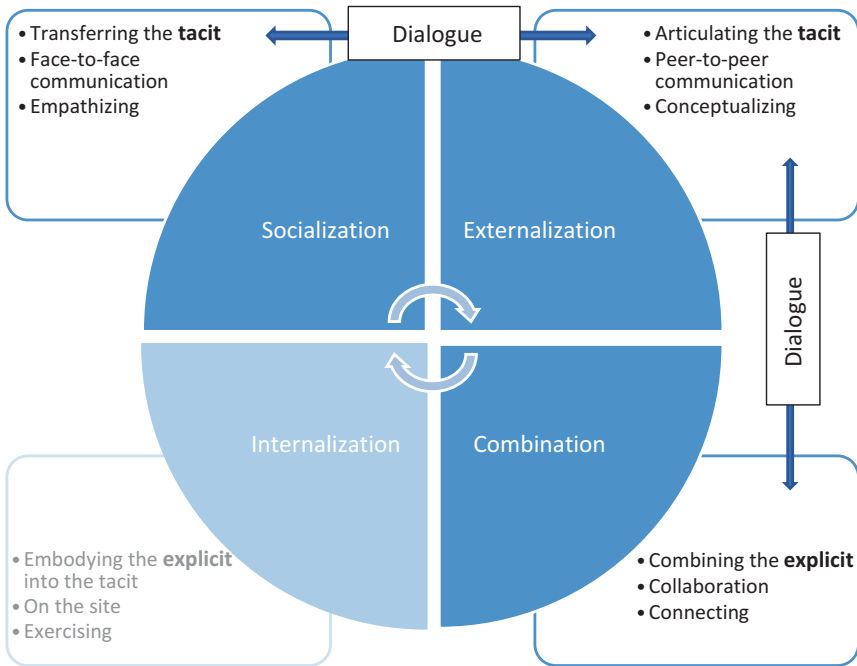 • Transferring the tacit
• Face-to-face
communication
• Empathizing
Dialogue
• Articulating the tacit
• Peer-to-peer
communication
• Conceptualizing
Socialization
Externalization
Dialogue
Internalization
Combination
• Embodying the explicit
into the tacit
• On the site
• Exercising
• Combining the explicit
• Collaboration
• Connecting